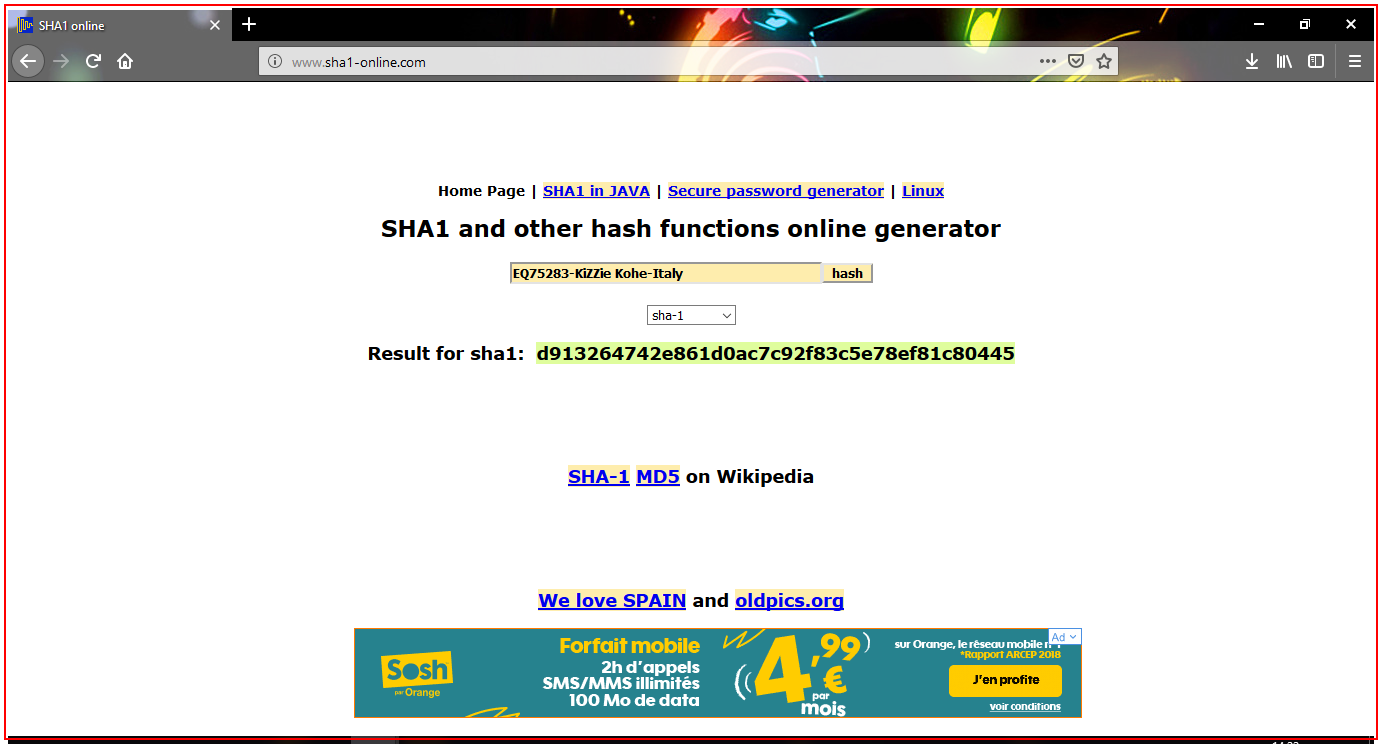 SHA1 online
www.sha1-online.com
Home Page | SHA1 in JAVA | Secure password generator | Linux
SHA1 and other hash functions online generator
EQ75283-KiZZie Kohe-Italy hash
sha-1
Result for sha1: d913264742e861d0ac7c92f83c5e78ef81c80445
SHA-1 MD5 on Wikipedia
We love SPAIN and oldpics.org
Ad
Sosh
par Orange
Forfait mobile
2h d'appels
SMS/MMS illimités
100 Mo de data
4,99€
par
mois
sur Orange, le réseau mobile
*Rapport ARCEP 2018
J'en profite
voir conditions